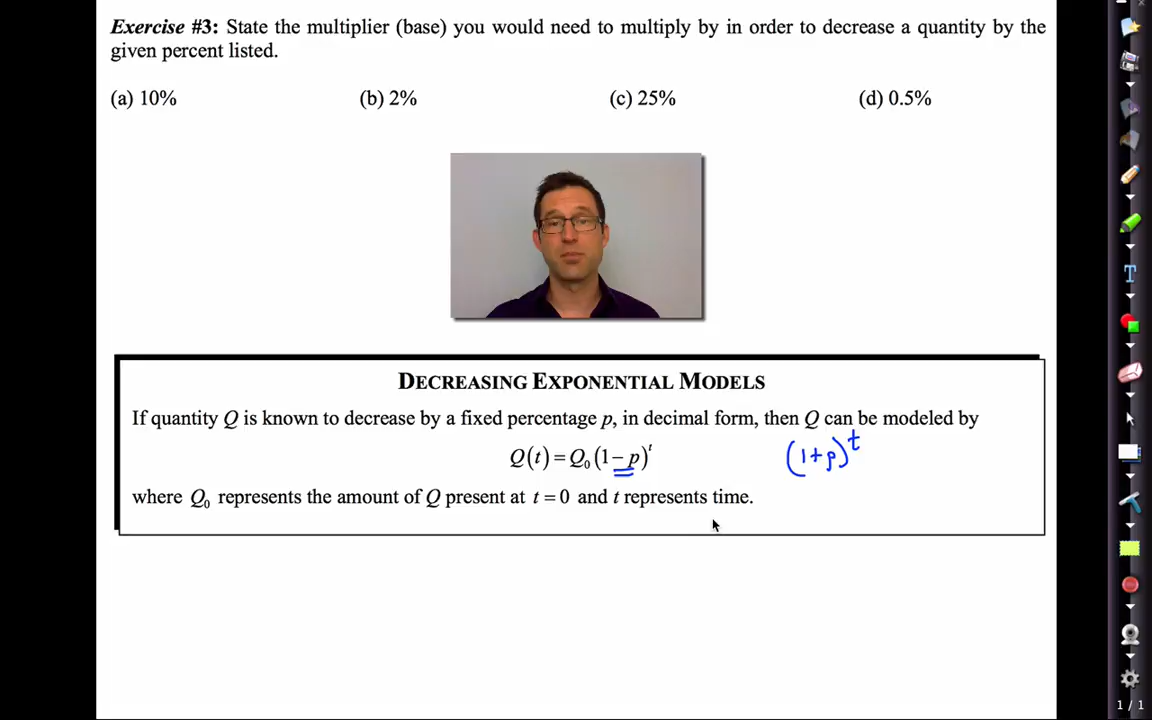 Exercise #3: State the multiplier (base) you would need to multiply by in order to decrease a quantity by the
given percent listed.
(a) 10% (b) 2% (c) 25% (d) 0.5%
DECREASING EXPONENTIAL MODELS
If quantity Q is known to decrease by a fixed percentage p, in decimal form, then Q can be modeled by
Q(t) = Q₀(1 − p)ᵗ (1+p)ᵗ
where Q₀ represents the amount of Q present at t = 0 and t represents time.
T
1 / 1